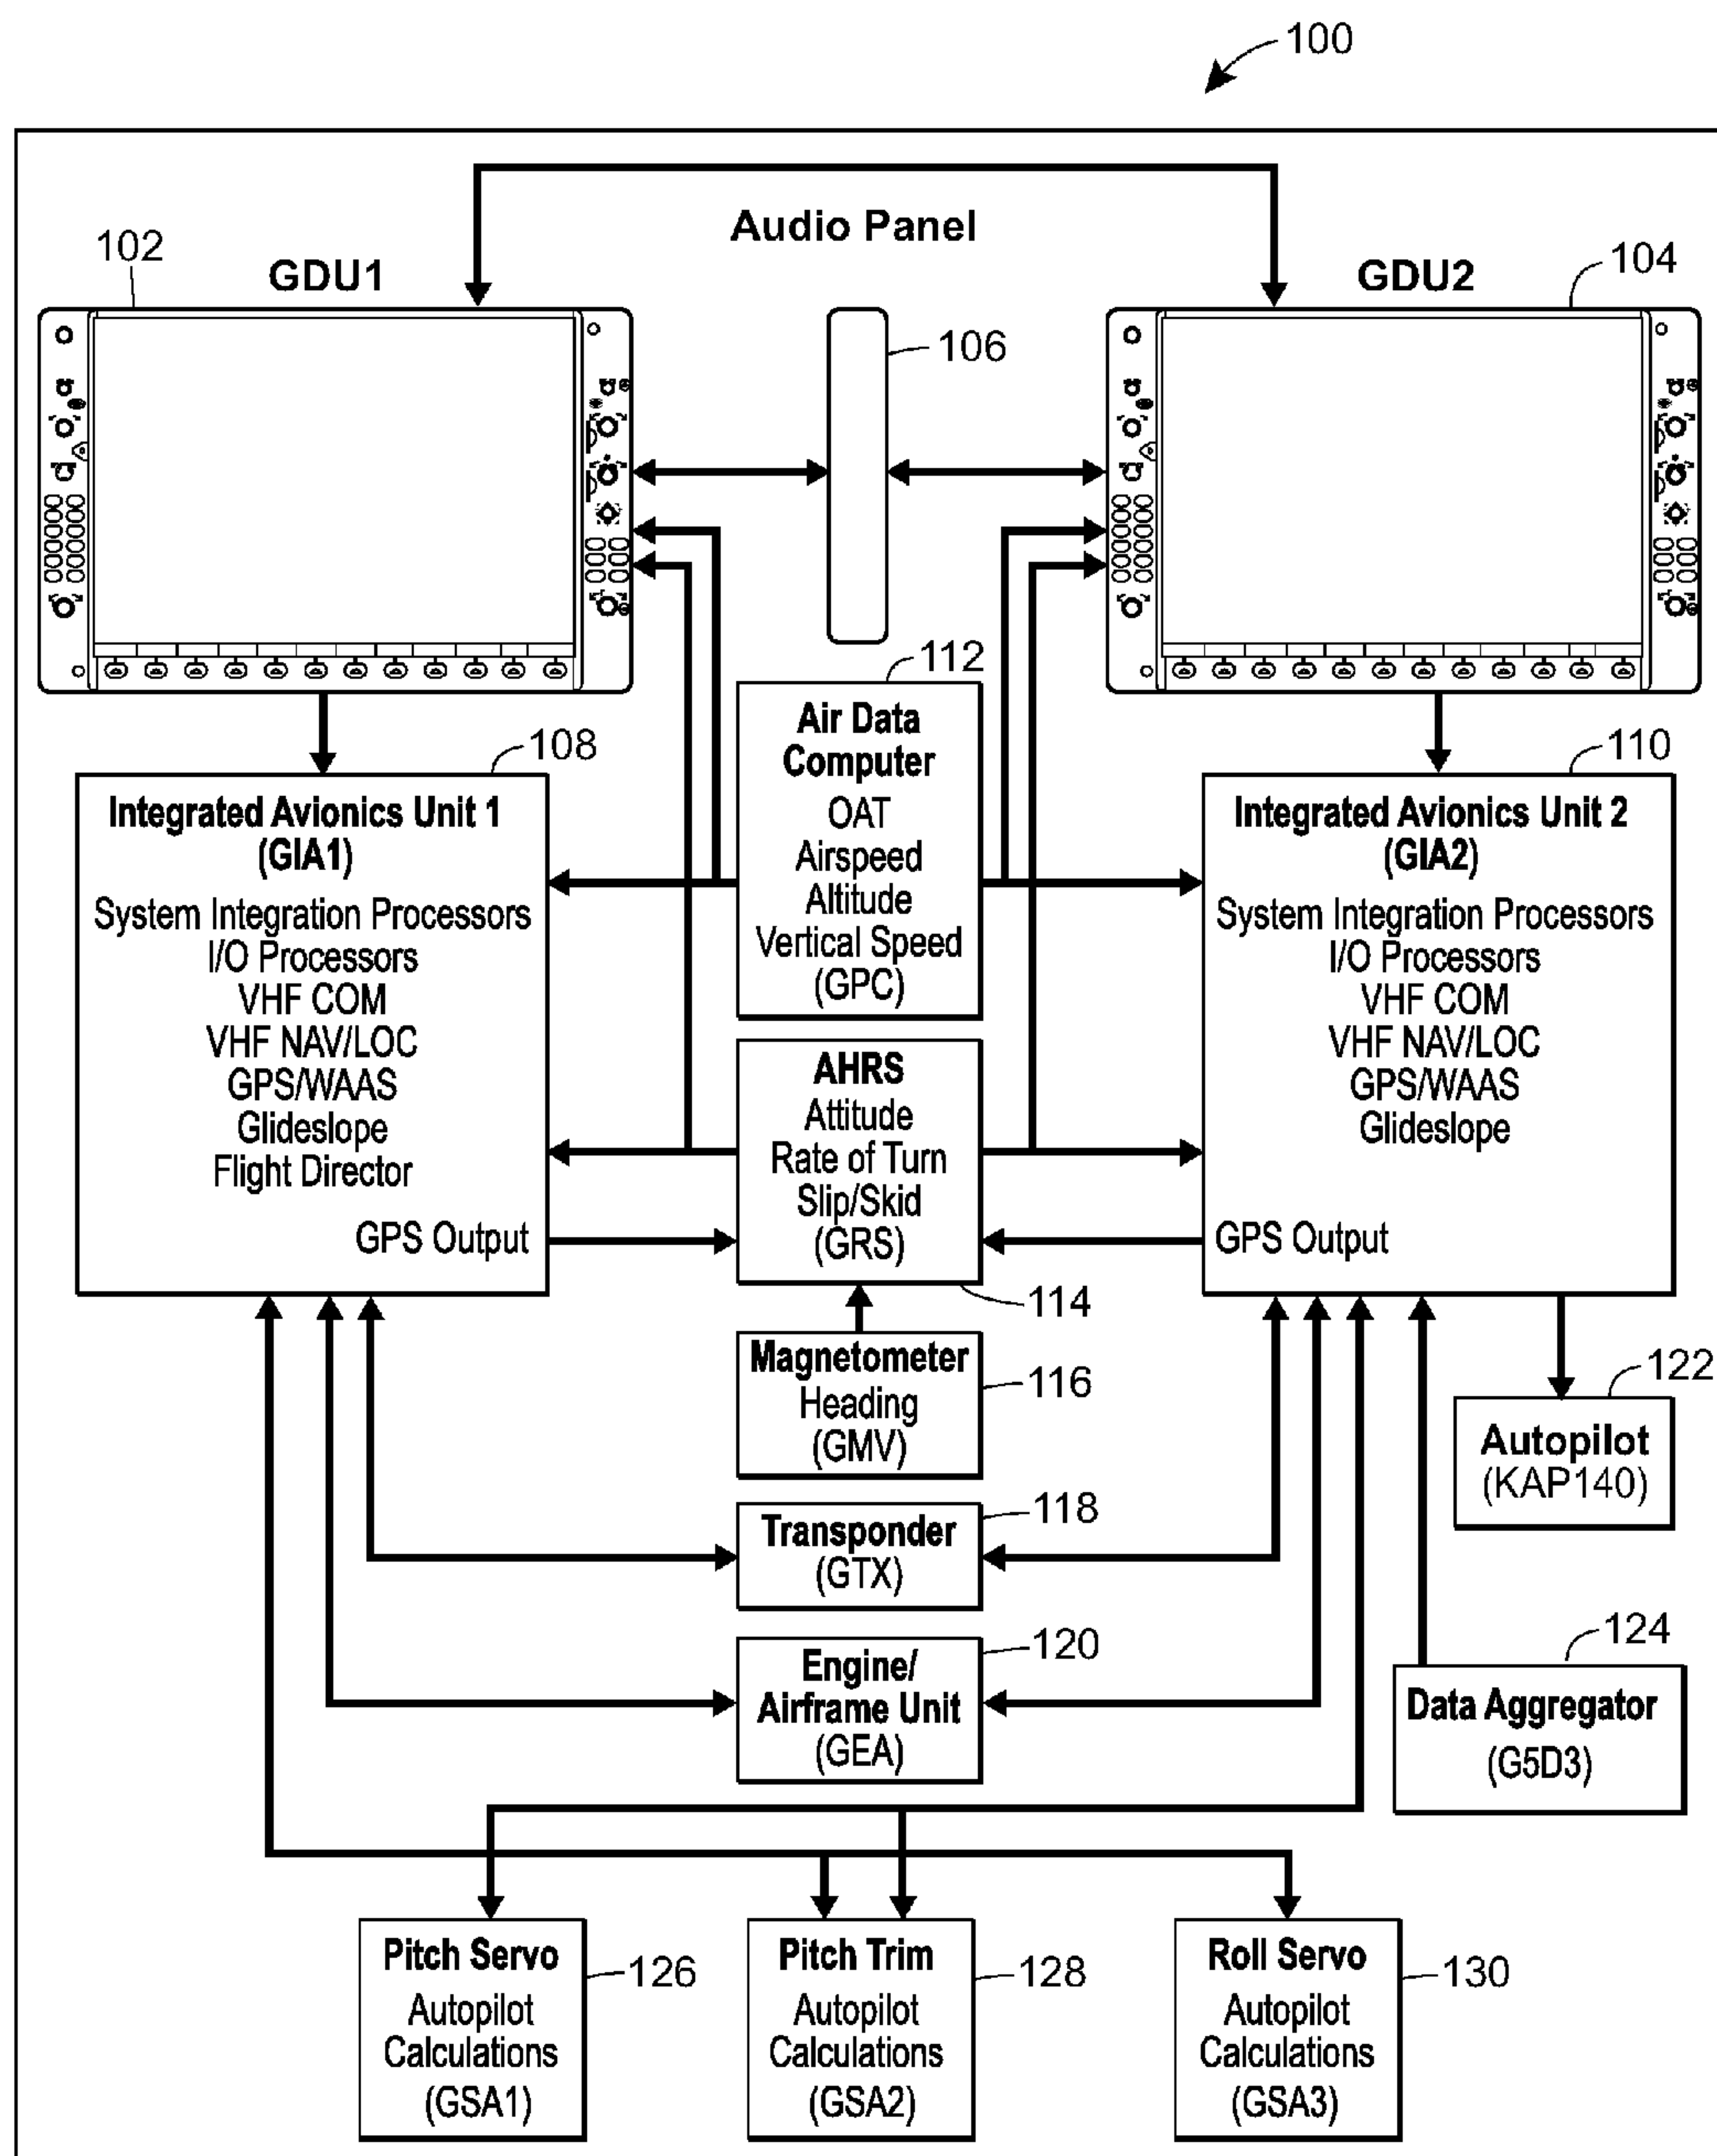 100
Audio Panel
102
GDU1
GDU2
104
106
112
Air Data
Computer
OAT
Airspeed
Altitude
Vertical Speed
(GPC)
108
Integrated Avionics Unit 1
(GIA1)
System Integration Processors
I/O Processors
VHF COM
VHF NAV/LOC
GPS/WAAS
Glideslope
Flight Director
GPS Output
110
Integrated Avionics Unit 2
(GIA2)
System Integration Processors
I/O Processors
VHF COM
VHF NAV/LOC
GPS/WAAS
Glideslope
GPS Output
AHRS
Attitude
Rate of Turn
Slip/Skid
(GRS)
114
Magnetometer
Heading
(GMV)
116
122
Autopilot
(KAP140)
Transponder
(GTX)
118
Engine/
Airframe Unit
(GEA)
120
124
Data Aggregator
(G5D3)
Pitch Servo
Autopilot
Calculations
(GSA1)
126
Pitch Trim
Autopilot
Calculations
(GSA2)
128
Roll Servo
Autopilot
Calculations
(GSA3)
130